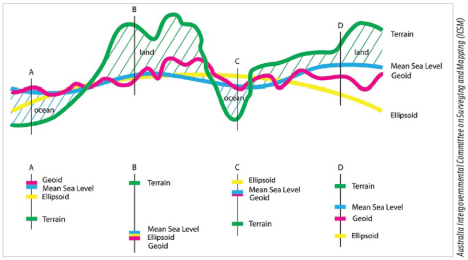 B
D
Terrain
land
land
C
A
Mean Sea Level
Geoid
ocean
ocean
Ellipsoid
A
B
C
D
Geoid
Mean Sea Level
Ellipsoid
Terrain
Terrain
Mean Sea Level
Ellipsoid
Geoid
Ellipsoid
Mean Sea Level
Geoid
Terrain
Terrain
Mean Sea Level
Geoid
Ellipsoid
Australia Intergovernmental Committee on Surveying and Mapping (ICSM)